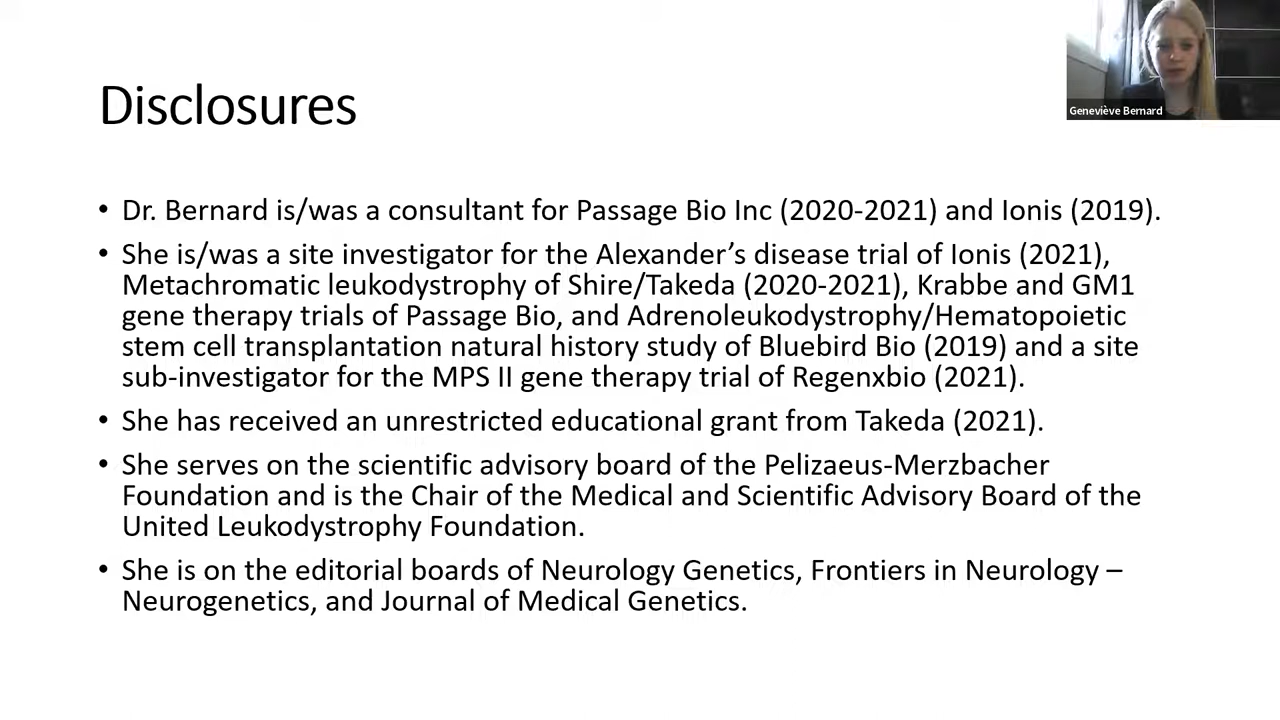 Disclosures
Geneviève Bernard
• Dr. Bernard is/was a consultant for Passage Bio Inc (2020-2021) and Ionis (2019).
• She is/was a site investigator for the Alexander’s disease trial of Ionis (2021),
Metachromatic leukodystrophy of Shire/Takeda (2020-2021), Krabbe and GM1
gene therapy trials of Passage Bio, and Adrenoleukodystrophy/Hematopoietic
stem cell transplantation natural history study of Bluebird Bio (2019) and a site
sub-investigator for the MPS II gene therapy trial of Regenxbio (2021).
• She has received an unrestricted educational grant from Takeda (2021).
• She serves on the scientific advisory board of the Pelizaeus-Merzbacher
Foundation and is the Chair of the Medical and Scientific Advisory Board of the
United Leukodystrophy Foundation.
• She is on the editorial boards of Neurology Genetics, Frontiers in Neurology –
Neurogenetics, and Journal of Medical Genetics.